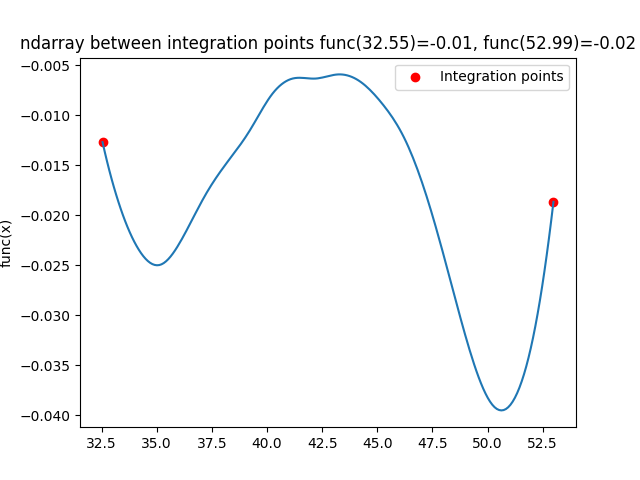 ndarray between integration points func(32.55)=-0.01, func(52.99)=-0.02
Integration points
func(x)
−0.005
−0.010
−0.015
−0.020
−0.025
−0.030
−0.035
−0.040
32.5 35.0 37.5 40.0 42.5 45.0 47.5 50.0 52.5